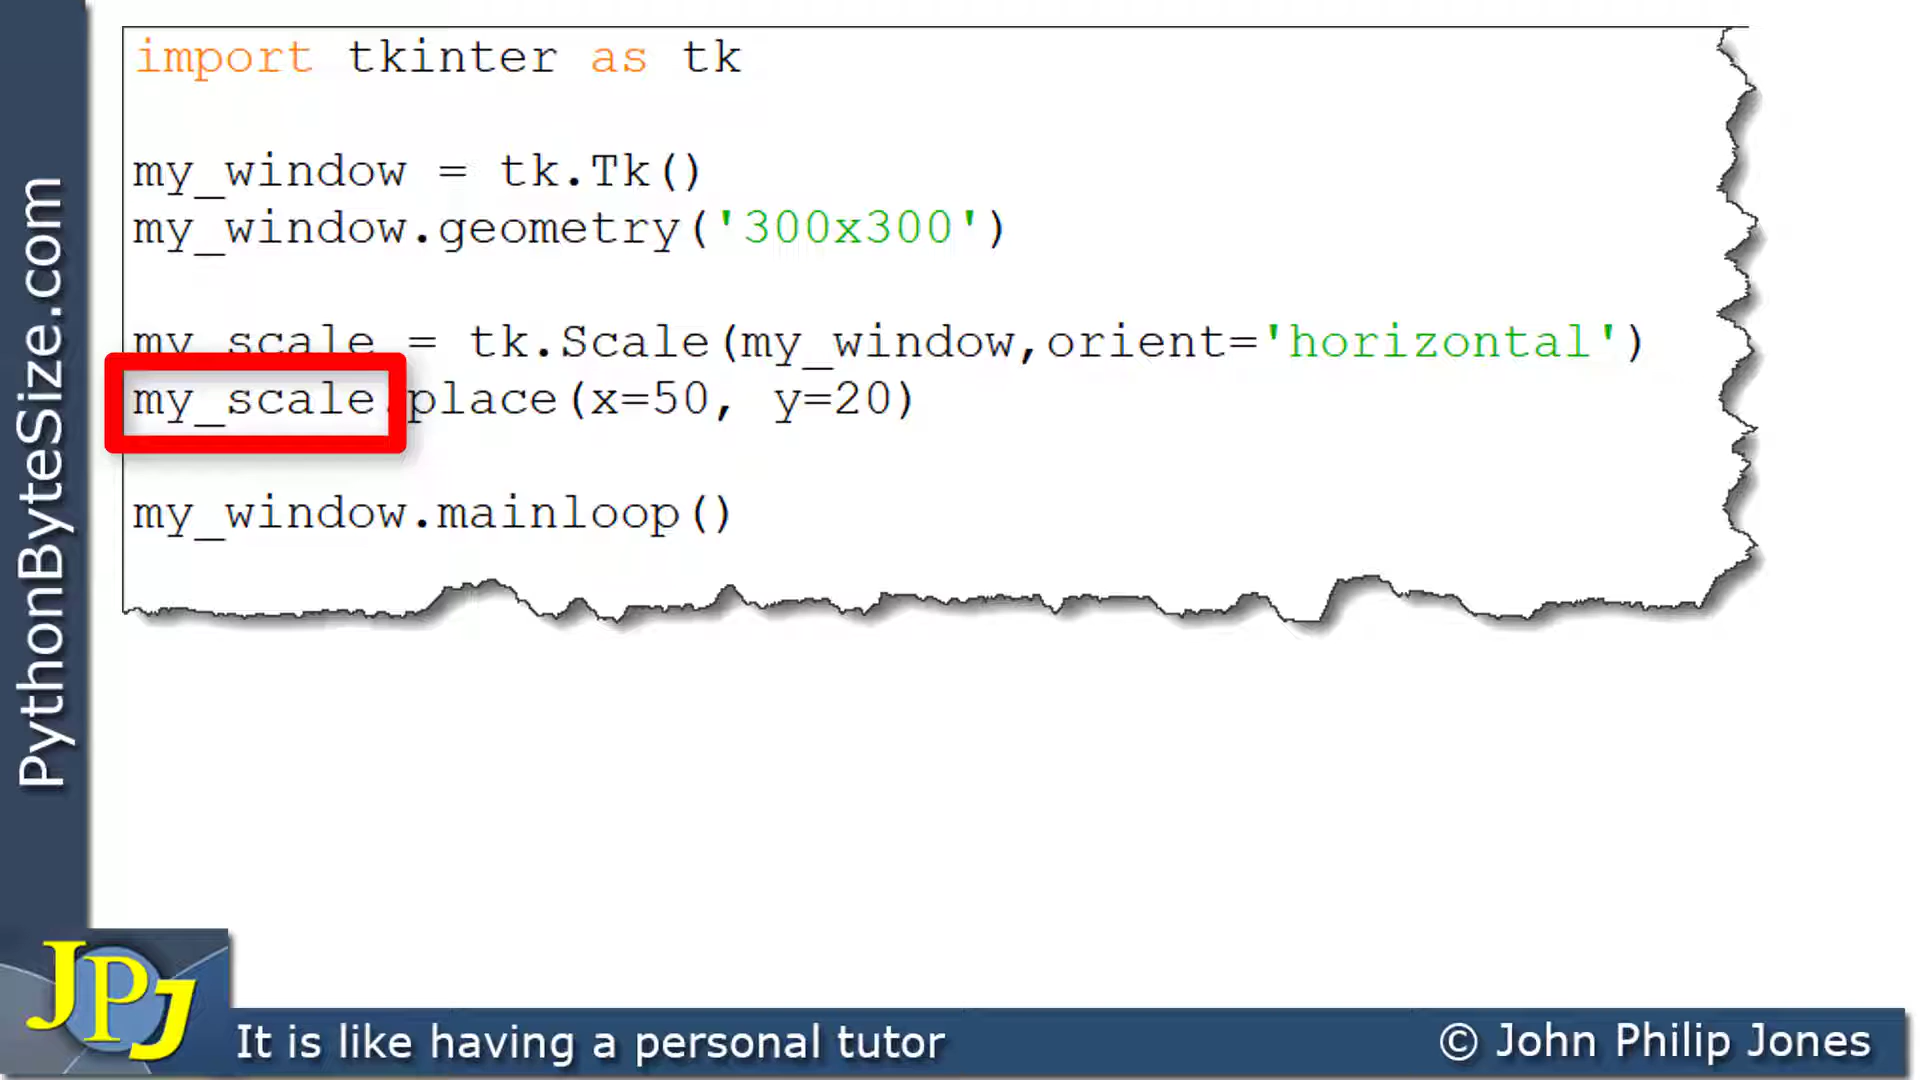 import tkinter as tk
my_window = tk.Tk()
my_window.geometry('300x300')
my_scale = tk.Scale(my_window,orient='horizontal')
my_scale.place(x=50, y=20)
my_window.mainloop()
PythonByteSize.com
JPJ
It is like having a personal tutor
© John Philip Jones